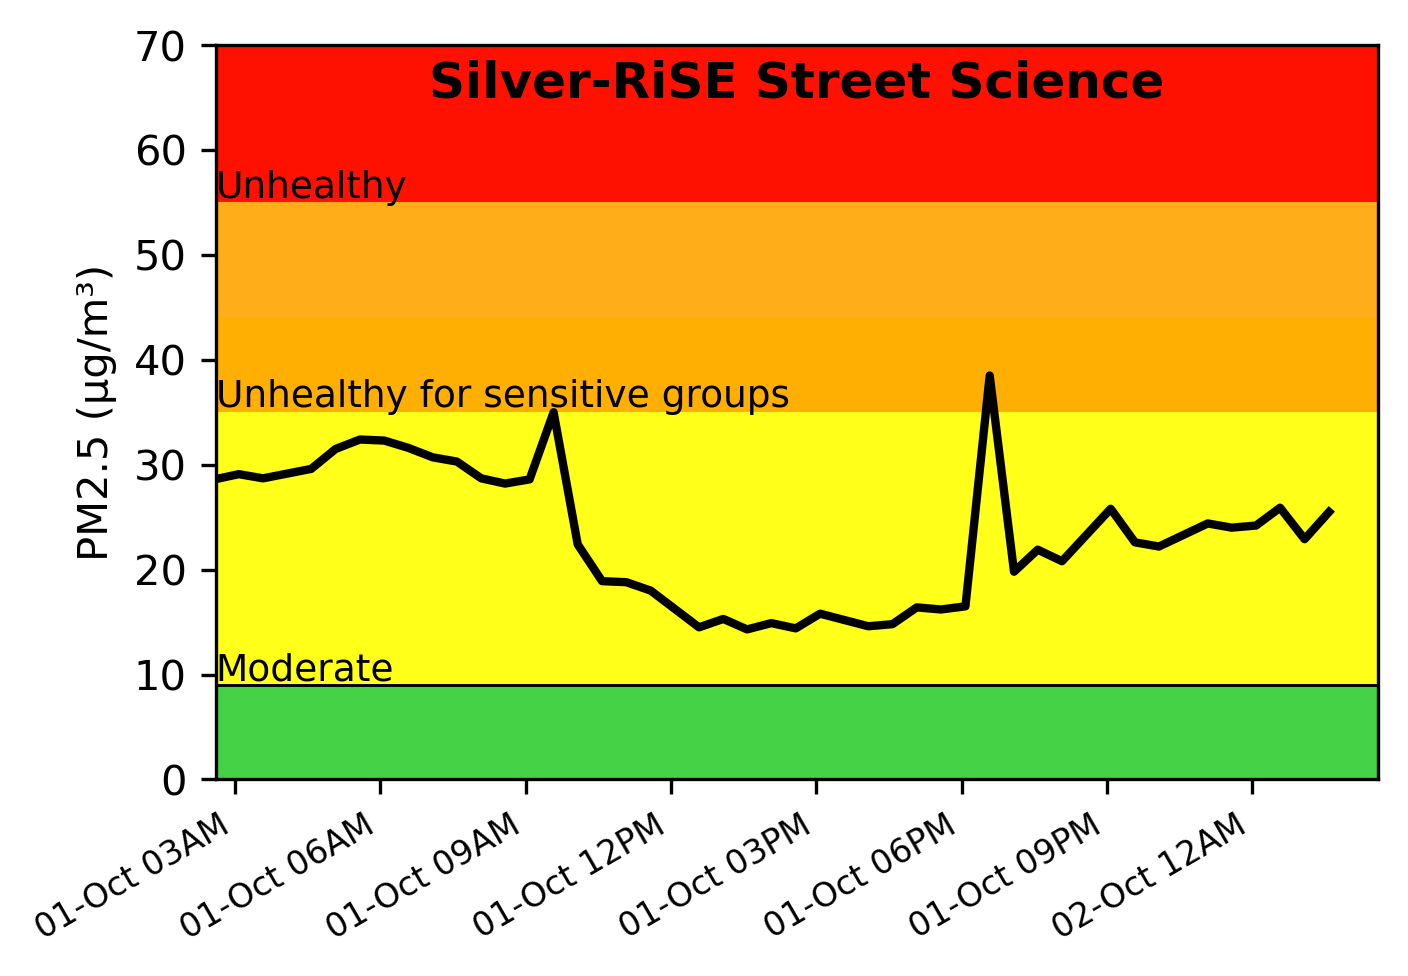 Silver-RiSE Street Science
70
60
Unhealthy
50
40
Unhealthy for sensitive groups
30
20
10
Moderate
0
PM2.5 (µg/m³)
01-Oct 03AM
01-Oct 06AM
01-Oct 09AM
01-Oct 12PM
01-Oct 03PM
01-Oct 06PM
01-Oct 09PM
02-Oct 12AM